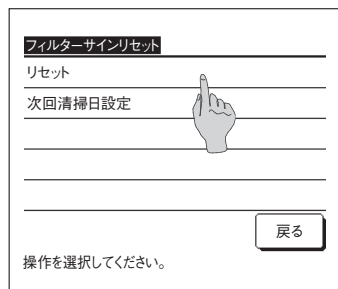 フィルターサインリセット
リセット
次回清掃日設定
戻る
操作を選択してください。